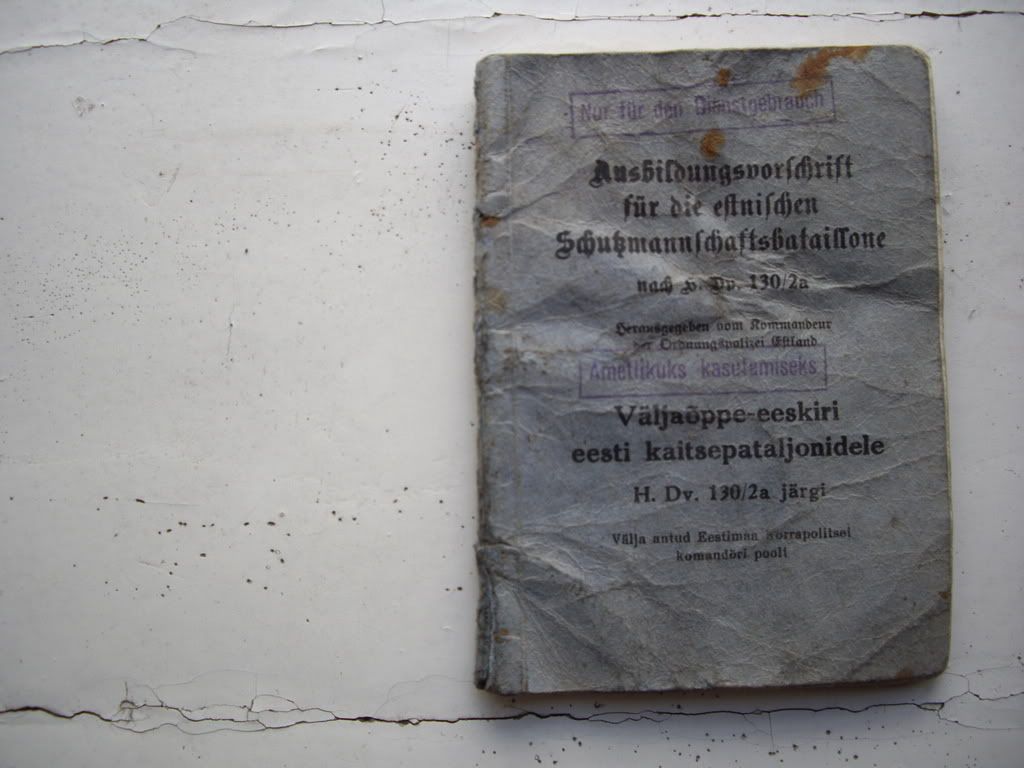 Nur für den Dienstgebrauch
Ausbildungsvorschrift
für die estnischen
Schutzmannschaftsbataillone
nach H. Dv. 130/2a
Herausgegeben vom Kommandeur
der Ordnungspolizei Estland
Ametlikuks kasutamiseks
Väljaõppe-eeskiri
eesti kaitsepataljonidele
H. Dv. 130/2a järgi
Välja antud Eestimaa Korrapolitsei
komandöri poolt